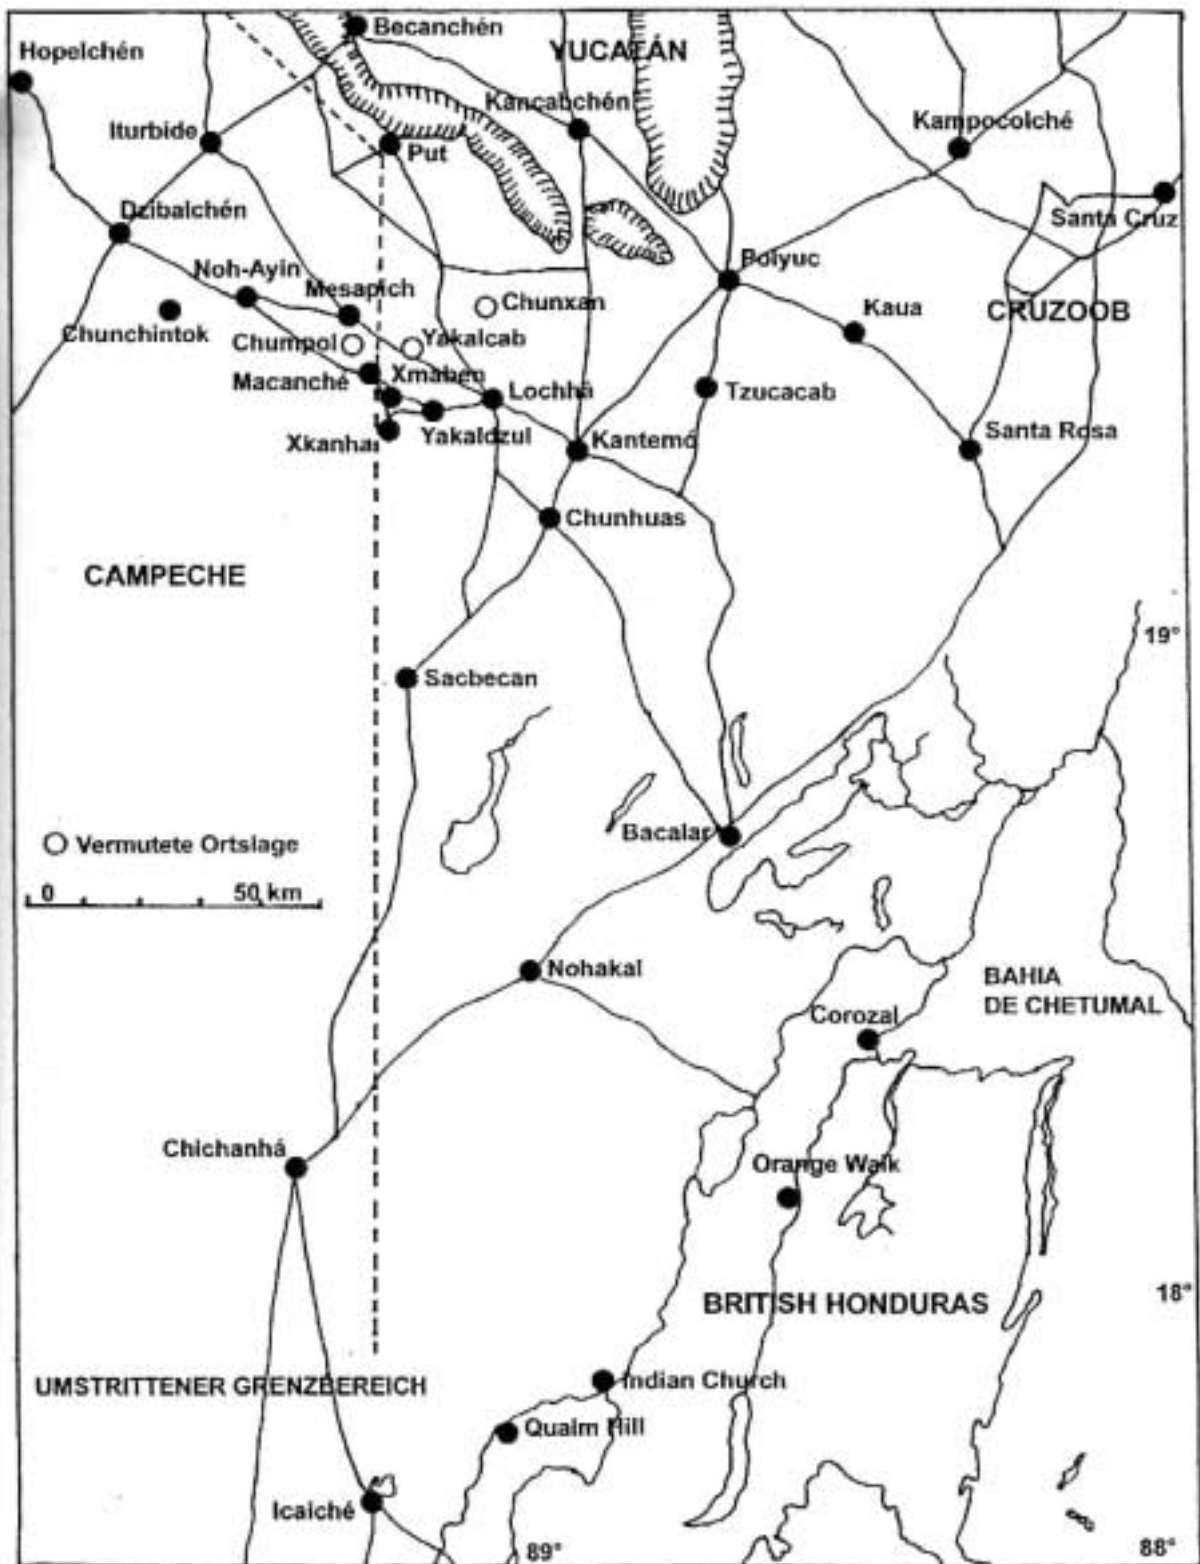 Becanchén
Hopelchén
YUCATÁN
Kancabchén
Iturbide
Kampocolché
Put
Santa Cruz
Dzibalchén
Polyuc
Noh-Ayin
Mesapich
Chunxan
Kaua
CRUZOOB
Chunchintok
Chumpol
Yakalcab
Macanché
Xmaben
Lochhá
Tzucacab
Xkanha
Yakaldzul
Kantemó
Santa Rosa
Chunhuas
CAMPECHE
19°
Sacbecan
Bacalar
Vermutete Ortslage
0 50 km
Nohakal
BAHIA
DE CHETUMAL
Corozal
Chichanhá
Orange Walk
18°
BRITISH HONDURAS
UMSTRITTENER GRENZBEREICH
Indian Church
Qualm Hill
Icaiché
89°
88°